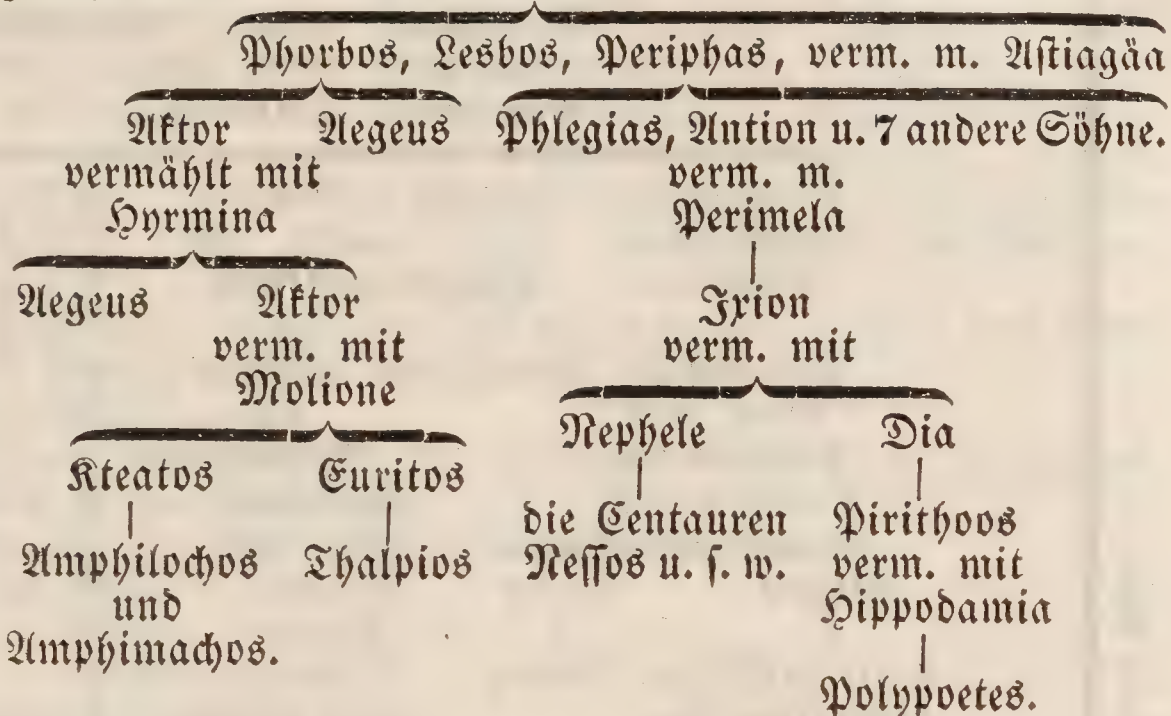 Phorbos, Lesbos, Periphas, verm. m. Astiagäa
Aktor Aegeus Phlegias, Antion u. 7 andere Söhne.
vermählt mit verm. m.
Hyrmina Perimela
Aegeus Aktor Ixion
verm. mit verm. mit
Molione
Nephele Dia
Kteatos Euritos
die Centauren Pirithoos
Amphilochos Thalpios Nessos u. s. w. verm. mit
und Hippodamia
Amphimachos.
Polypoetes.